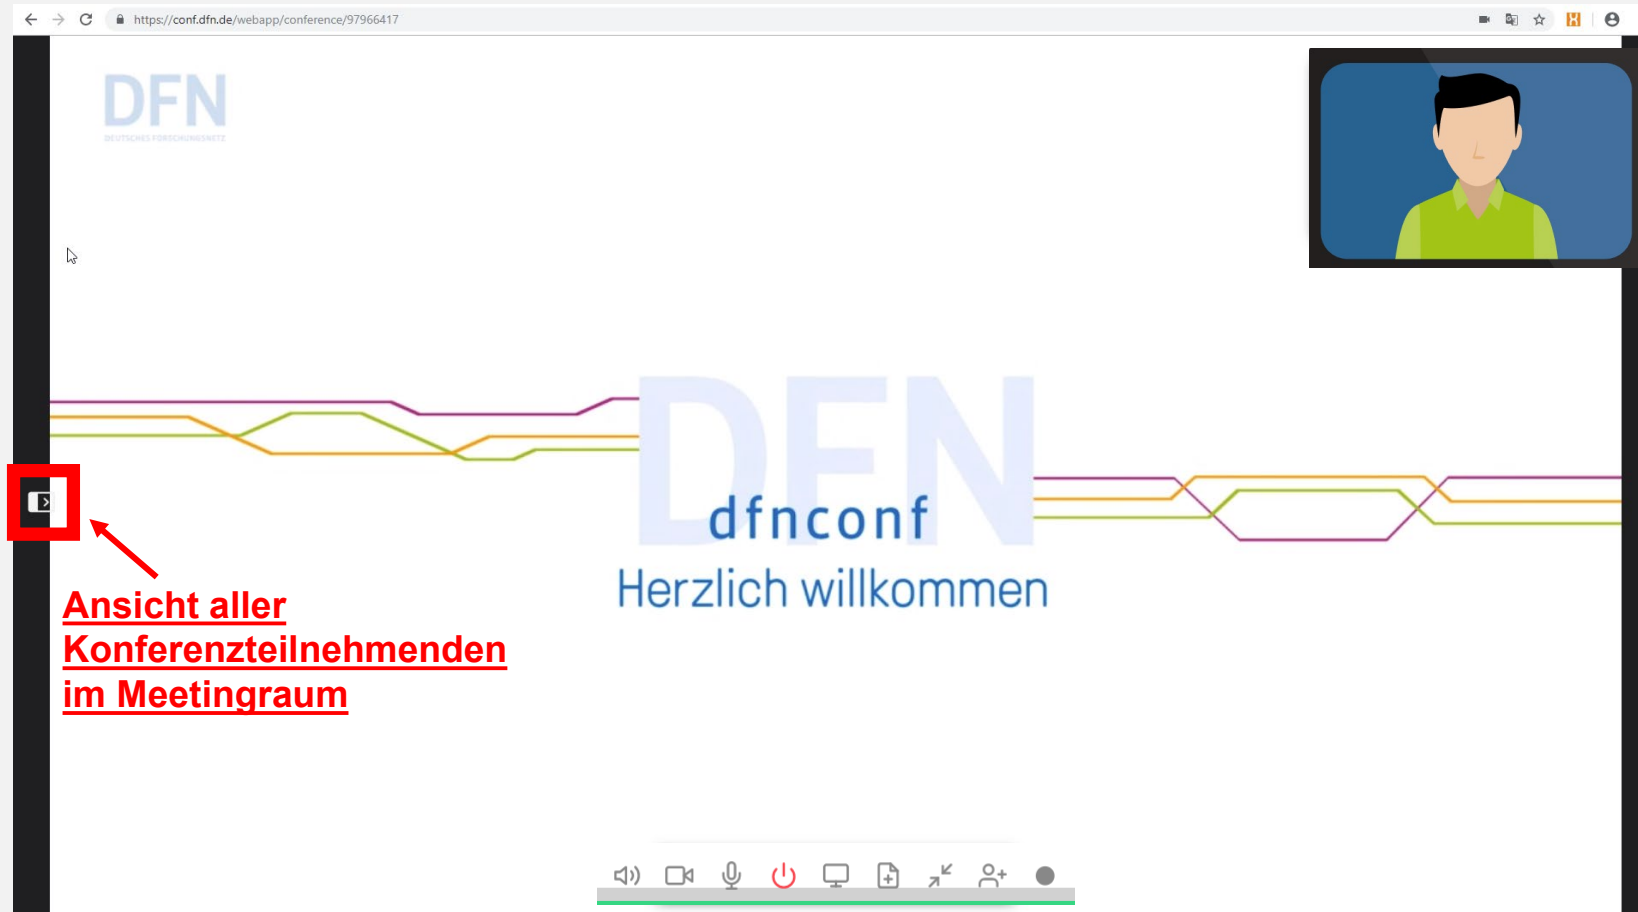 https://conf.dfn.de/webapp/conference/97966417
DFN
DEUTSCHES FORSCHUNGSNETZ
DFN
dfnconf
Herzlich willkommen
Ansicht aller
Konferenzteilnehmenden
im Meetingraum